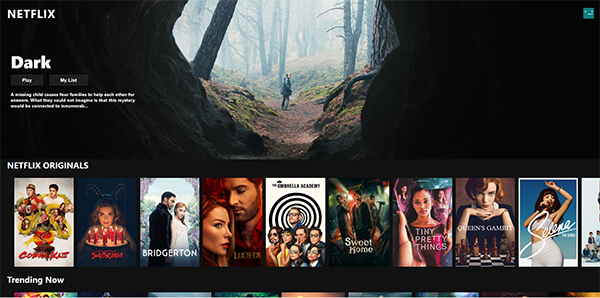 NETFLIX
Dark
Play My List
A missing child causes four families to help each other for
answers. What they could not imagine is that this mystery
would be connected to innumerab...
NETFLIX ORIGINALS
COBRA KAI
SABRINA
BRIDGERTON
LUCIFER
THE UMBRELLA ACADEMY
Sweet
Home
TINY
PRETTY
THINGS
QUEEN'S GAMBIT
Selena
THE SERIES
Trending Now